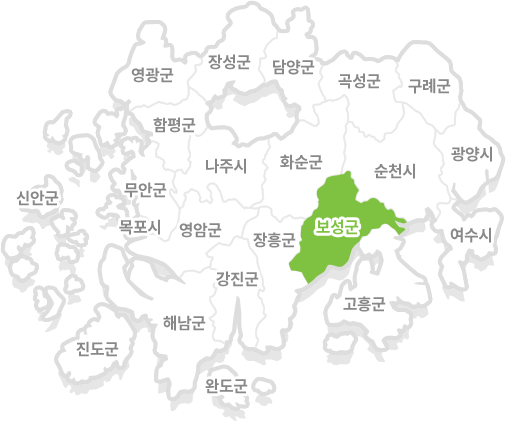 장성군
담양군
영광군
곡성군
구례군
함평군
광양시
나주시
화순군
순천시
신안군
무안군
목포시
영암군
장흥군
보성군
여수시
강진군
고흥군
해남군
진도군
완도군